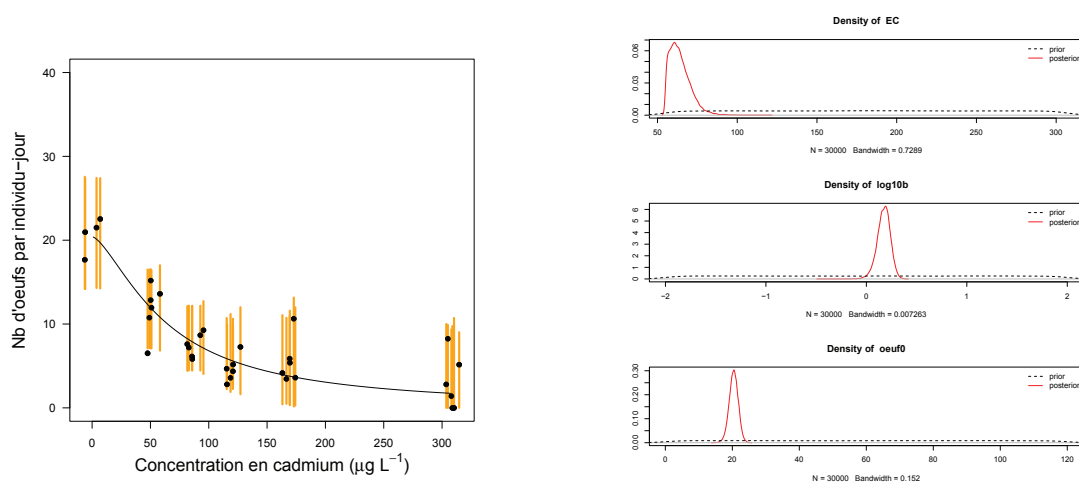 Nb d'oeufs par individu−jour
40
30
20
10
0
0 50 100 150 200 250 300
Concentration en cadmium (μg L−1)
Density of EC
0.00 0.03 0.06
prior
posterior
50 100 150 200 250 300
N = 30000 Bandwidth = 0.7289
Density of log10b
0 1 2 3 4 5 6
prior
posterior
−2 −1 0 1 2
N = 30000 Bandwidth = 0.007263
Density of oeuf0
0.00 0.10 0.20 0.30
prior
posterior
0 20 40 60 80 100 120
N = 30000 Bandwidth = 0.152